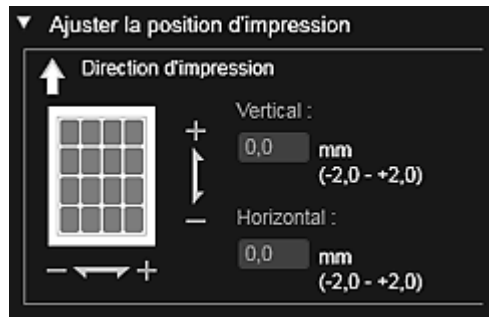 Ajuster la position d'impression
Direction d'impression
Vertical :
0,0 mm
(-2,0 - +2,0)
Horizontal :
0,0 mm
(-2,0 - +2,0)